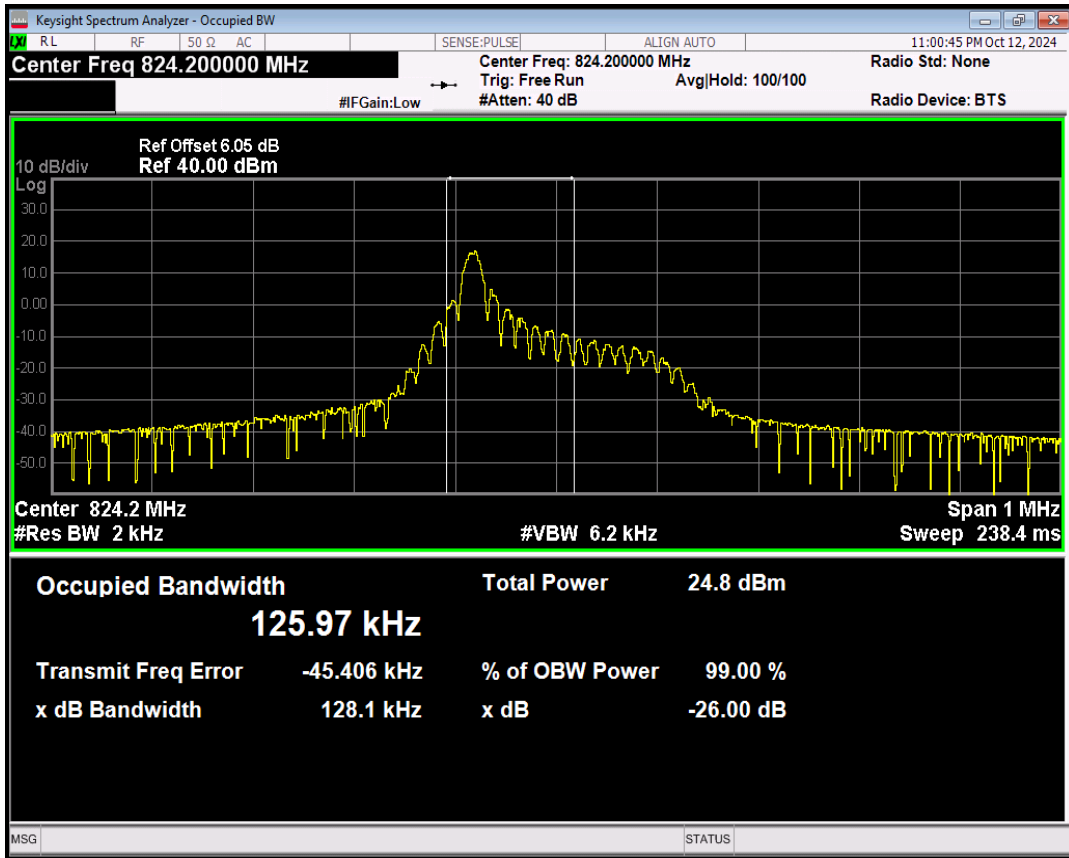 Keysight Spectrum Analyzer - Occupied BW
LXI RL RF 50 Ω AC SENSE:PULSE ALIGN AUTO 11:00:45 PM Oct 12, 2024
Center Freq 824.200000 MHz Center Freq: 824.200000 MHz Radio Std: None
Trig: Free Run Avg|Hold: 100/100
#IFGain:Low #Atten: 40 dB Radio Device: BTS
Ref Offset 6.05 dB
10 dB/div Ref 40.00 dBm
Log
30.0
20.0
10.0
0.00
-10.0
-20.0
-30.0
-40.0
-50.0
Center 824.2 MHz Span 1 MHz
#Res BW 2 kHz #VBW 6.2 kHz Sweep 238.4 ms
Occupied Bandwidth Total Power 24.8 dBm
125.97 kHz
Transmit Freq Error -45.406 kHz % of OBW Power 99.00 %
x dB Bandwidth 128.1 kHz x dB -26.00 dB
MSG STATUS